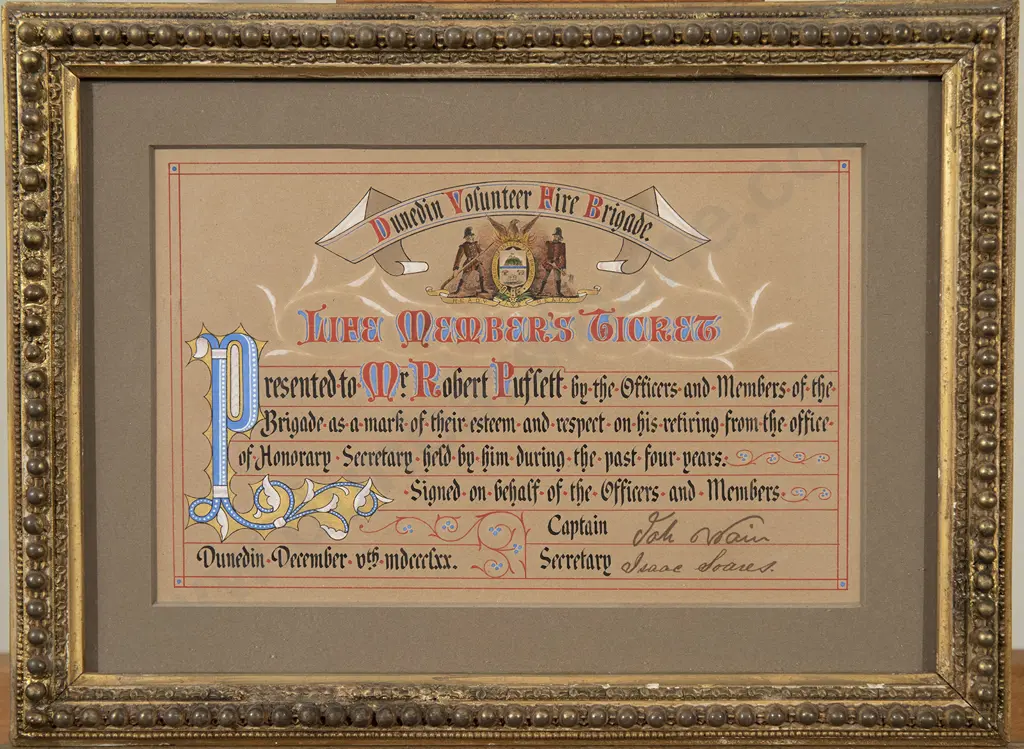 Dunedin Volunteer Fire Brigade.
Life Member's Ticket
Presented to Mr Robert Pufsett by the Officers and Members of the
Brigade as a mark of their esteem and respect on his retiring from the office
of Honorary Secretary held by him during the past four years.
Signed on behalf of the Officers and Members
Captain Joh Wain
Dunedin December vth mdccclxx.
Secretary Isaac Soares.